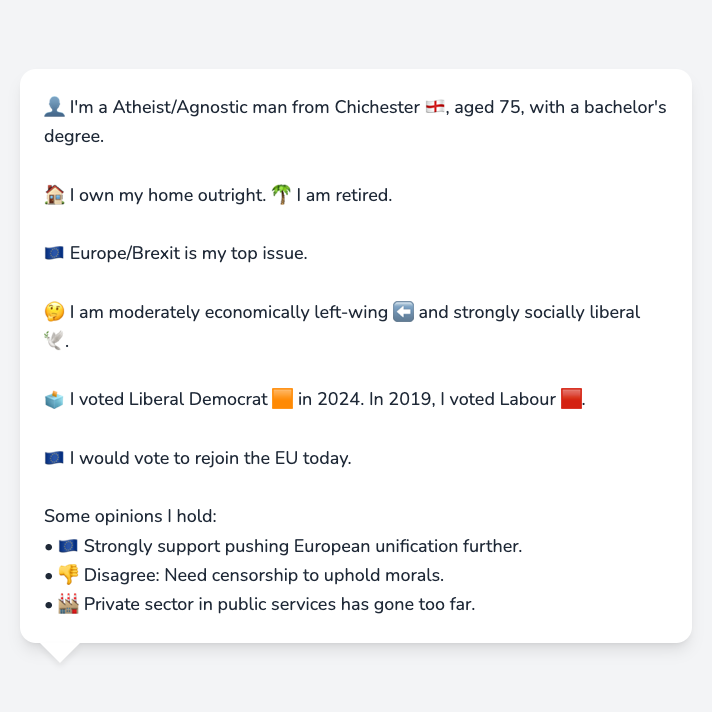 👤 I'm a Atheist/Agnostic man from Chichester 🏴󠁧󠁢󠁥󠁮󠁧󠁿, aged 75, with a bachelor's
degree.
🏠 I own my home outright. 🌴 I am retired.
🇪🇺 Europe/Brexit is my top issue.
🤔 I am moderately economically left-wing ⬅️ and strongly socially liberal
🕊️.
🗳️ I voted Liberal Democrat 🟧 in 2024. In 2019, I voted Labour 🟥.
🇪🇺 I would vote to rejoin the EU today.
Some opinions I hold:
• 🇪🇺 Strongly support pushing European unification further.
• 👎 Disagree: Need censorship to uphold morals.
• 🏭 Private sector in public services has gone too far.